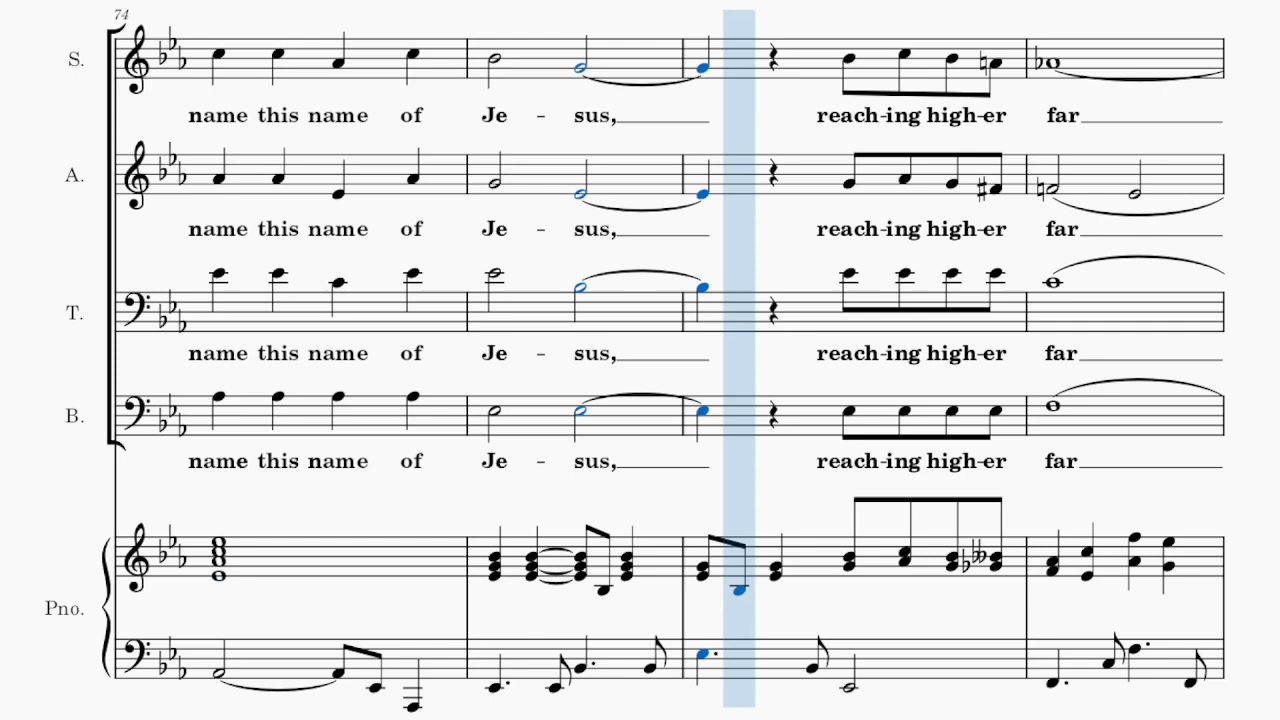 74
S.
name this name of Je - sus, reach-ing high-er far
A.
name this name of Je - sus, reach-ing high-er far
T.
name this name of Je - sus, reach-ing high-er far
B.
name this name of Je - sus, reach-ing high-er far
Pno.